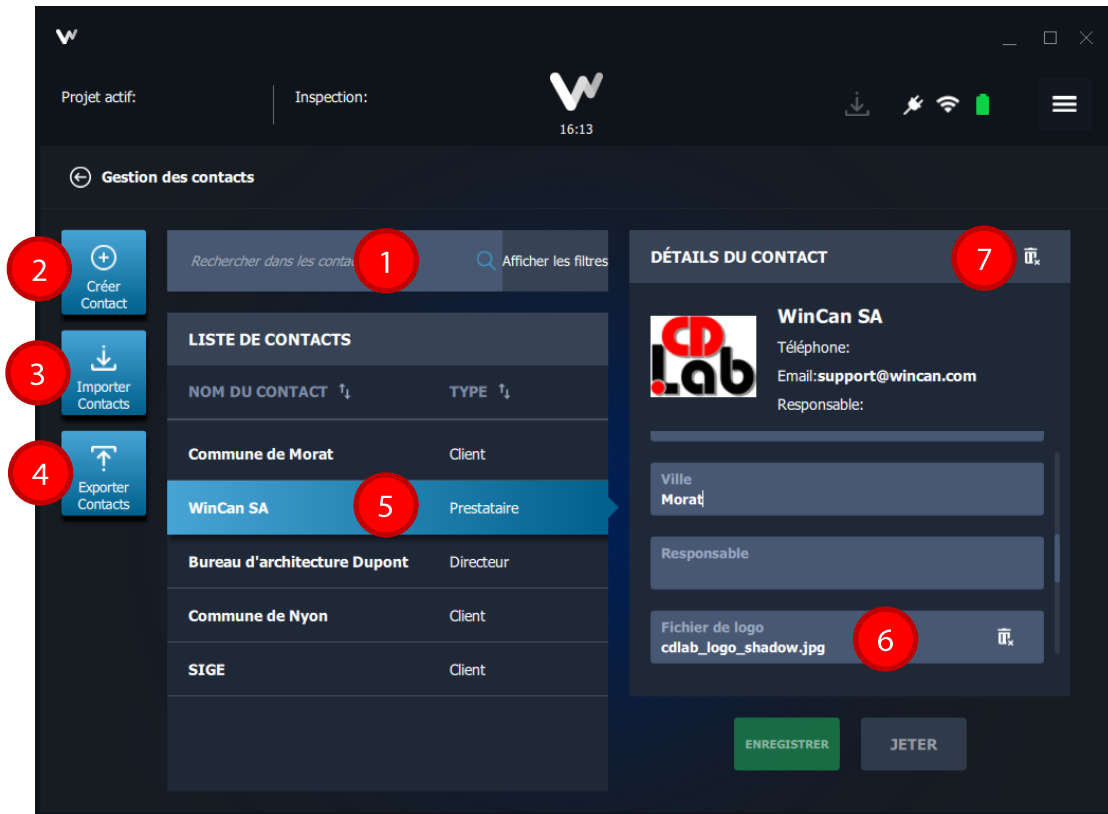 Projet actif:
Inspection:
16:13
Gestion des contacts
2
Créer
Contact
3
Importer
Contacts
4
Exporter
Contacts
Rechercher dans les
1
Afficher les filtres
LISTE DE CONTACTS
NOM DU CONTACT
TYPE
Commune de Morat
Client
WinCan SA
5
Prestataire
Bureau d'architecture Dupont
Directeur
Commune de Nyon
Client
SIGE
Client
DÉTAILS DU CONTACT
7
CD
Lab
WinCan SA
Téléphone:
Email:support@wincan.com
Responsable:
Ville
Morat
Responsable
Fichier de logo
cdlab_logo_shadow.jpg
6
ENREGISTRER
JETER